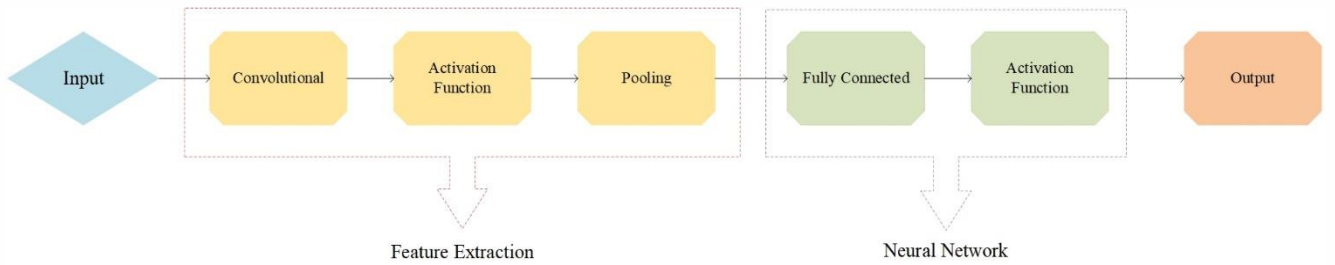 Input
Convolutional
Activation
Function
Pooling
Fully Connected
Activation
Function
Output
Feature Extraction
Neural Network